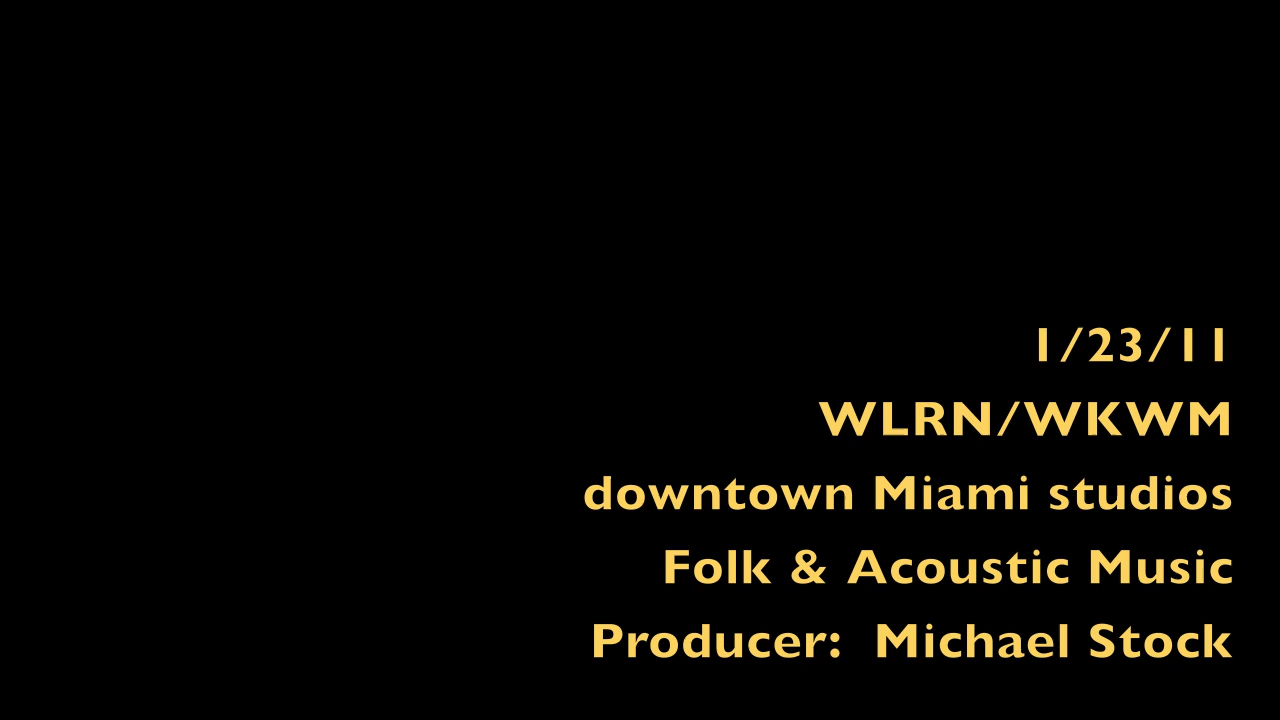 1/23/11
WLRN/WKWM
downtown Miami studios
Folk & Acoustic Music
Producer:  Michael Stock